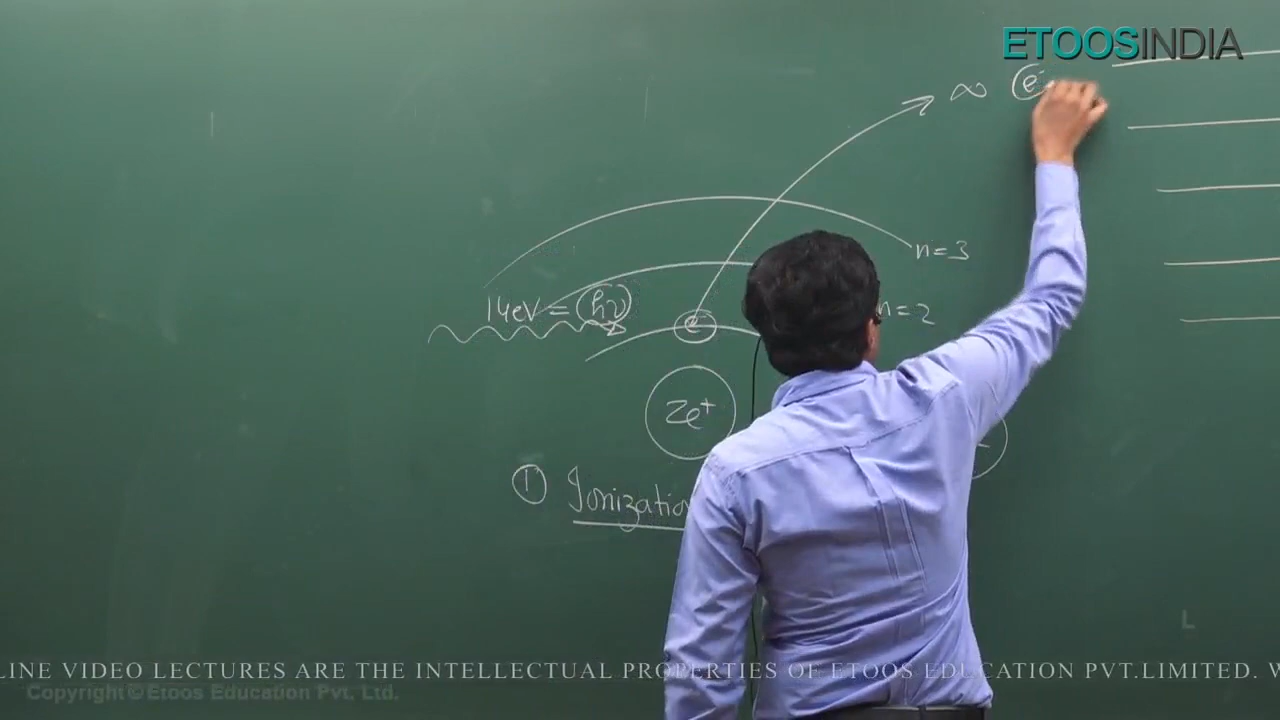 ETOOSINDIA
∞ e⁻
n=3
14eV = hν
e⁻
n=2
Ze⁺
① Ionization
LINE VIDEO LECTURES ARE THE INTELLECTUAL PROPERTIES OF ETOOS EDUCATION PVT.LIMITED. W
Copyright © Etoos Education Pvt. Ltd.